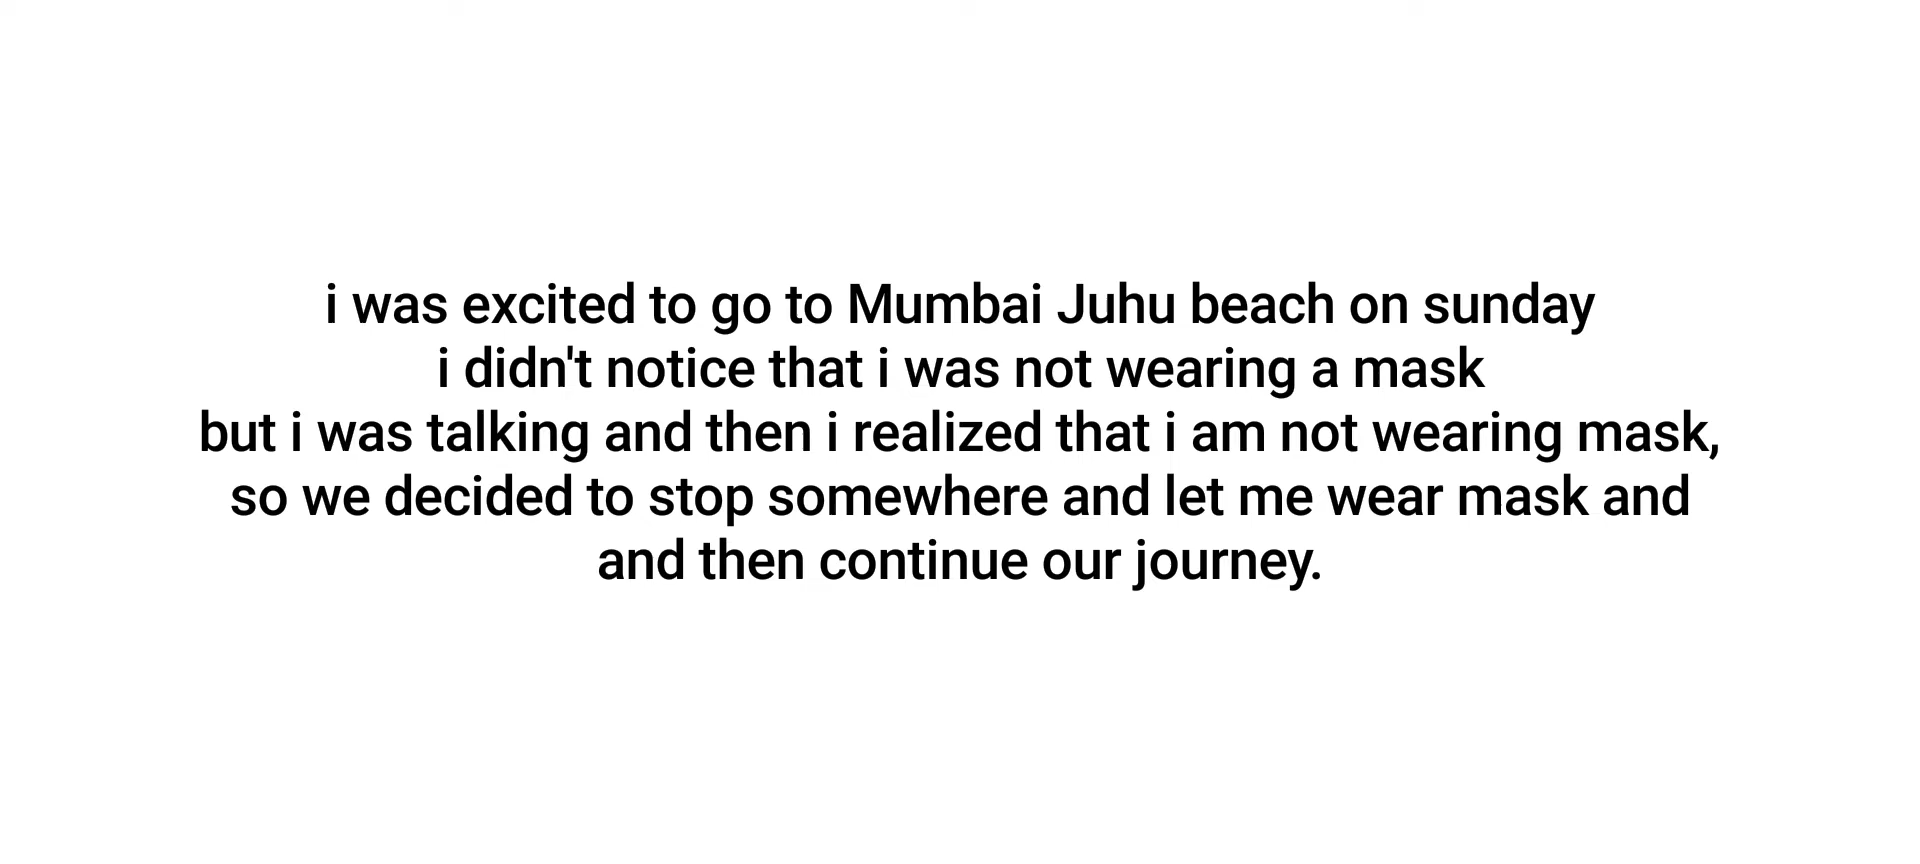 i was excited to go to Mumbai Juhu beach on sunday
i didn't notice that i was not wearing a mask
but i was talking and then i realized that i am not wearing mask,
so we decided to stop somewhere and let me wear mask and
and then continue our journey.